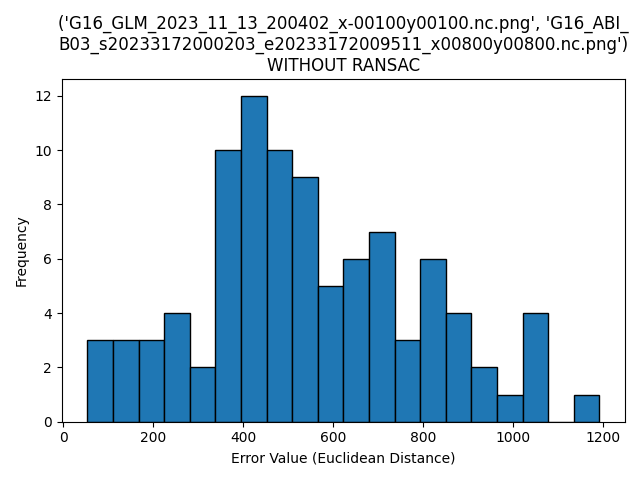 ('G16_GLM_2023_11_13_200402_x-00100y00100.nc.png', 'G16_ABI_
B03_s20233172000203_e20233172009511_x00800y00800.nc.png')
WITHOUT RANSAC
12
10
8
6
4
2
0
Frequency
0 200 400 600 800 1000 1200
Error Value (Euclidean Distance)